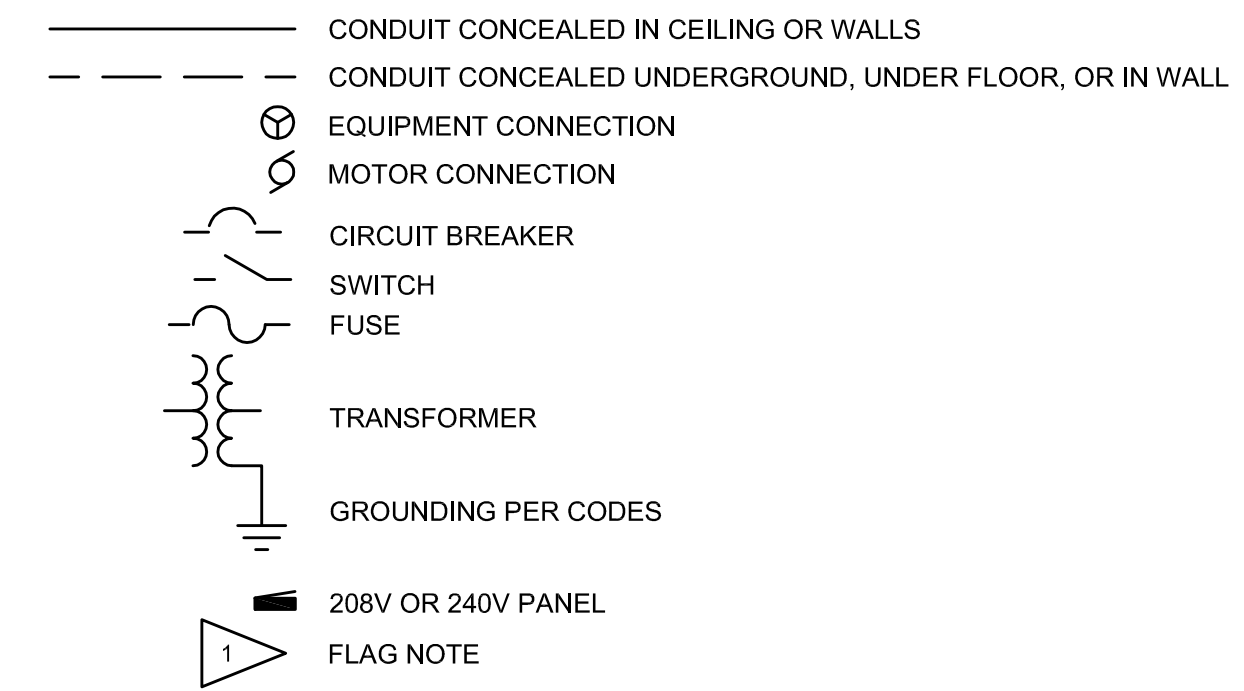 CONDUIT CONCEALED IN CEILING OR WALLS
CONDUIT CONCEALED UNDERGROUND, UNDER FLOOR, OR IN WALL
EQUIPMENT CONNECTION
MOTOR CONNECTION
CIRCUIT BREAKER
SWITCH
FUSE
TRANSFORMER
GROUNDING PER CODES
208V OR 240V PANEL
1 FLAG NOTE